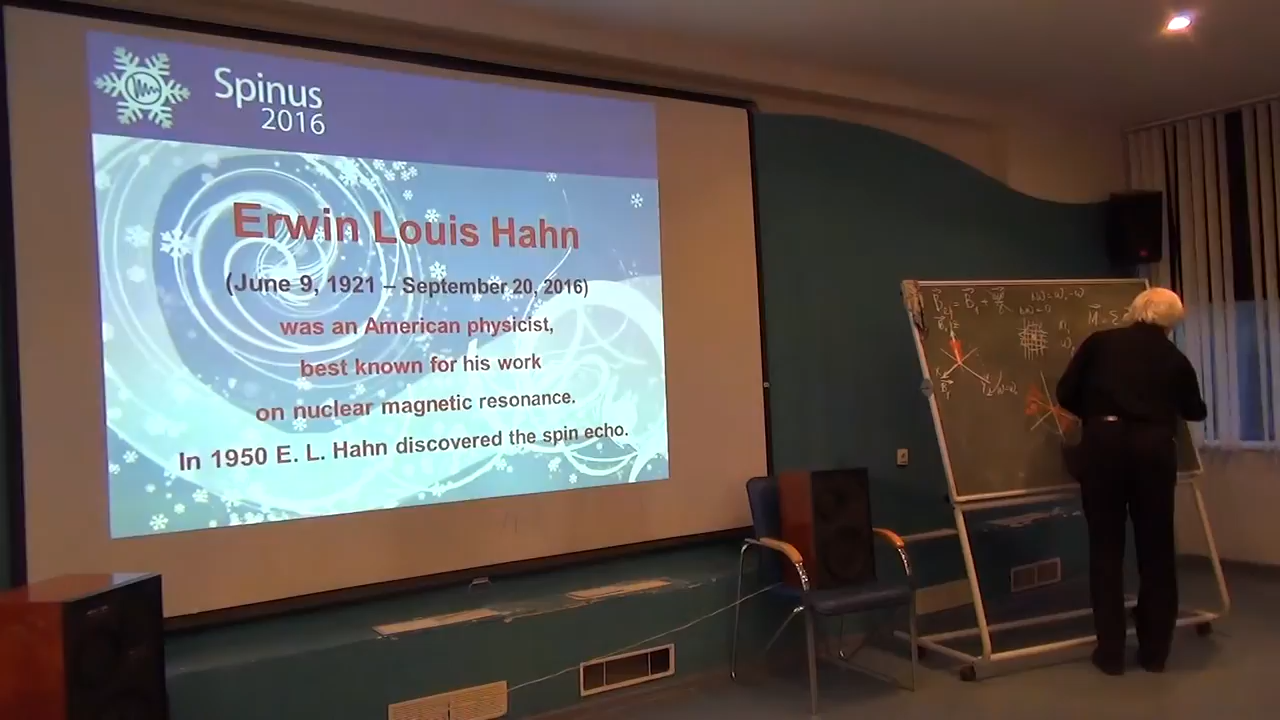 Spinus
2016
Erwin Louis Hahn
(June 9, 1921 – September 20, 2016)
was an American physicist,
best known for his work
on nuclear magnetic resonance.
In 1950 E. L. Hahn discovered the spin echo.